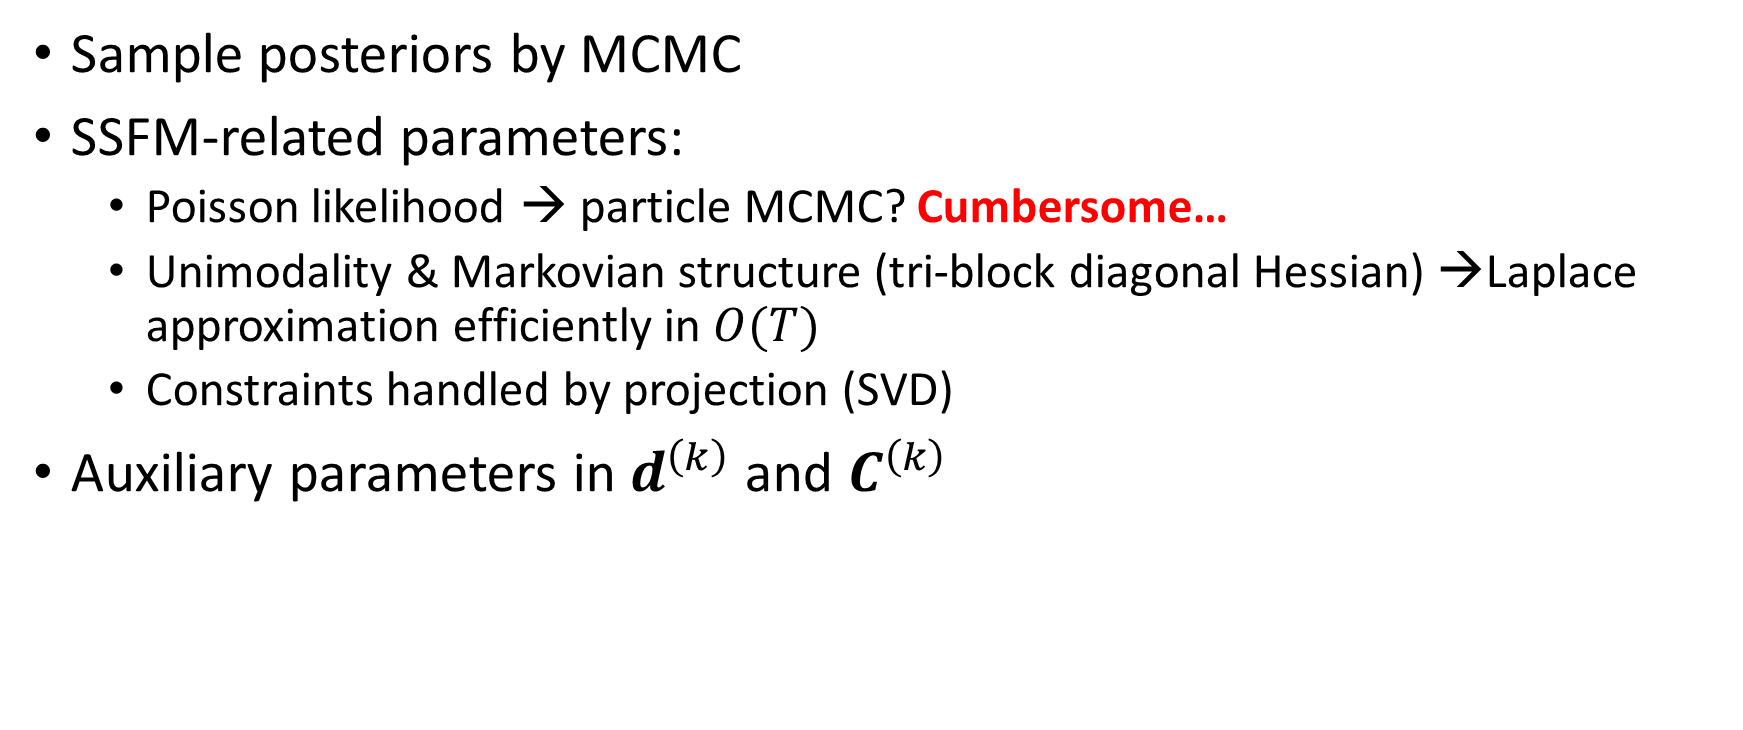 • Sample posteriors by MCMC
• SSFM-related parameters:
• Poisson likelihood → particle MCMC? Cumbersome…
• Unimodality & Markovian structure (tri-block diagonal Hessian) →Laplace
approximation efficiently in O(T)
• Constraints handled by projection (SVD)
• Auxiliary parameters in d^(k) and C^(k)